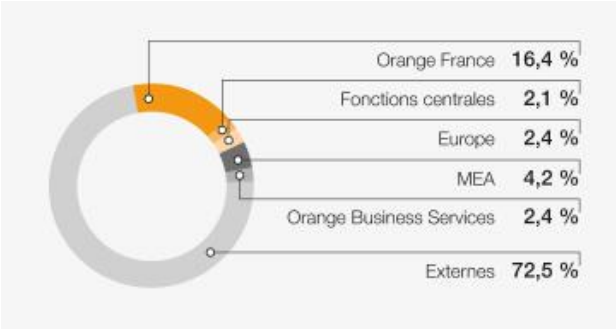 Orange France 16,4 %
Fonctions centrales 2,1 %
Europe 2,4 %
MEA 4,2 %
Orange Business Services 2,4 %
Externes 72,5 %